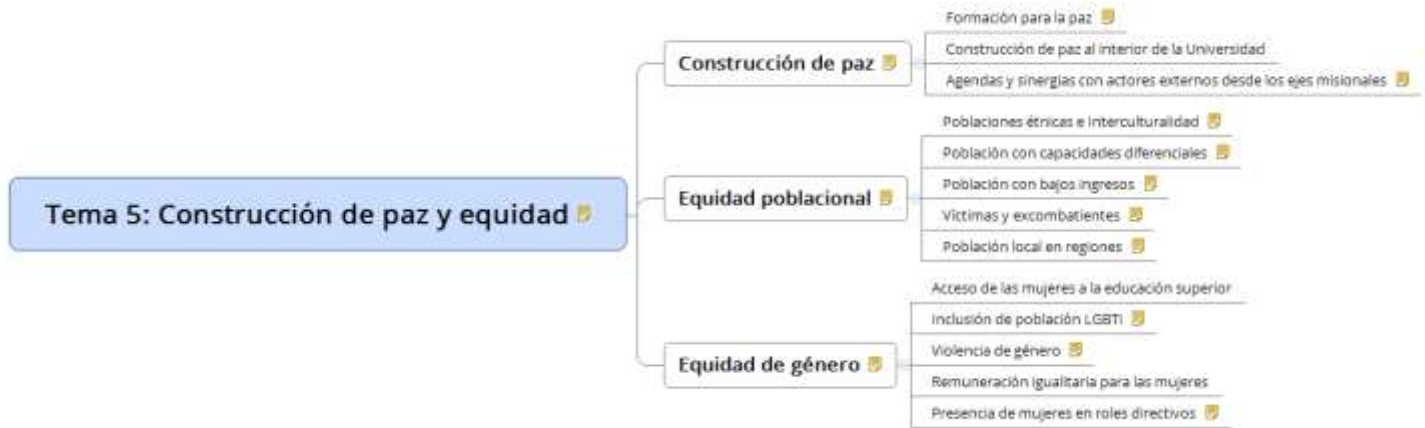 Tema 5: Construcción de paz y equidad
Construcción de paz
Formación para la paz
Construcción de paz al interior de la Universidad
Agendas y sinergias con actores externos desde los ejes misionales
Equidad poblacional
Poblaciones étnicas e interculturalidad
Población con capacidades diferenciales
Población con bajos ingresos
Víctimas y excombatientes
Población local en regiones
Equidad de género
Acceso de las mujeres a la educación superior
Inclusión de población LGBTI
Violencia de género
Remuneración igualitaria para las mujeres
Presencia de mujeres en roles directivos